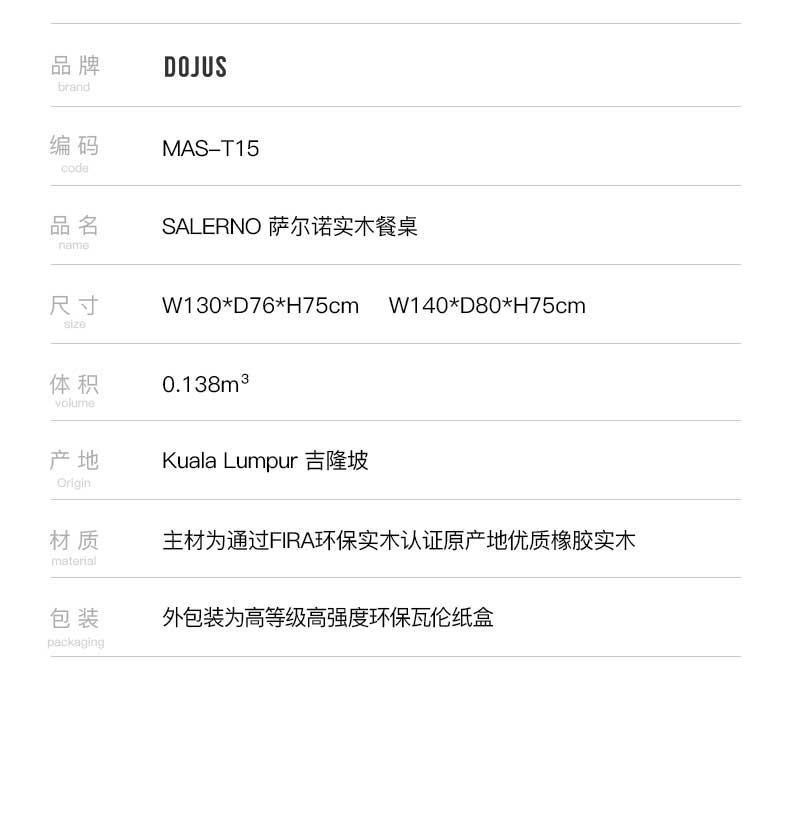 品牌 DOJUS
brand
编码 MAS-T15
code
品名 SALERNO 萨尔诺实木餐桌
name
尺寸 W130*D76*H75cm W140*D80*H75cm
size
体积 0.138m³
volume
产地 Kuala Lumpur 吉隆坡
Origin
材质 主材为通过FIRA环保实木认证原产地优质橡胶实木
material
包装 外包装为高等级高强度环保瓦伦纸盒
packaging